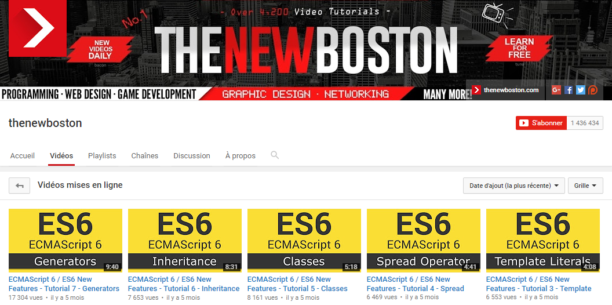 No.1
- Over 4,200 Video Tutorials -
NEW
VIDEOS
DAILY
THENEWBOSTON
LEARN
FOR
FREE
PROGRAMMING · WEB DESIGN · GAME DEVELOPMENT
GRAPHIC DESIGN · NETWORKING
MANY MORE!
thenewboston.com
thenewboston
S'abonner 1 436 434
Accueil Vidéos Playlists Chaînes Discussion À propos
Vidéos mises en ligne
Date d'ajout (la plus récente)
Grille
ES6
ECMAScript 6
Generators
9:40
ES6
ECMAScript 6
Inheritance
8:31
ES6
ECMAScript 6
Classes
5:18
ES6
ECMAScript 6
Spread Operator
4:41
ES6
ECMAScript 6
Template Literals
4:08
ECMAScript 6 / ES6 New
Features - Tutorial 7 - Generators
17 304 vues • il y a 5 mois
ECMAScript 6 / ES6 New
Features - Tutorial 6 - Inheritance
7 653 vues • il y a 5 mois
ECMAScript 6 / ES6 New
Features - Tutorial 5 - Classes
8 161 vues • il y a 5 mois
ECMAScript 6 / ES6 New
Features - Tutorial 4 - Spread
6 469 vues • il y a 5 mois
ECMAScript 6 / ES6 New
Features - Tutorial 3 - Template
6 553 vues • il y a 5 mois